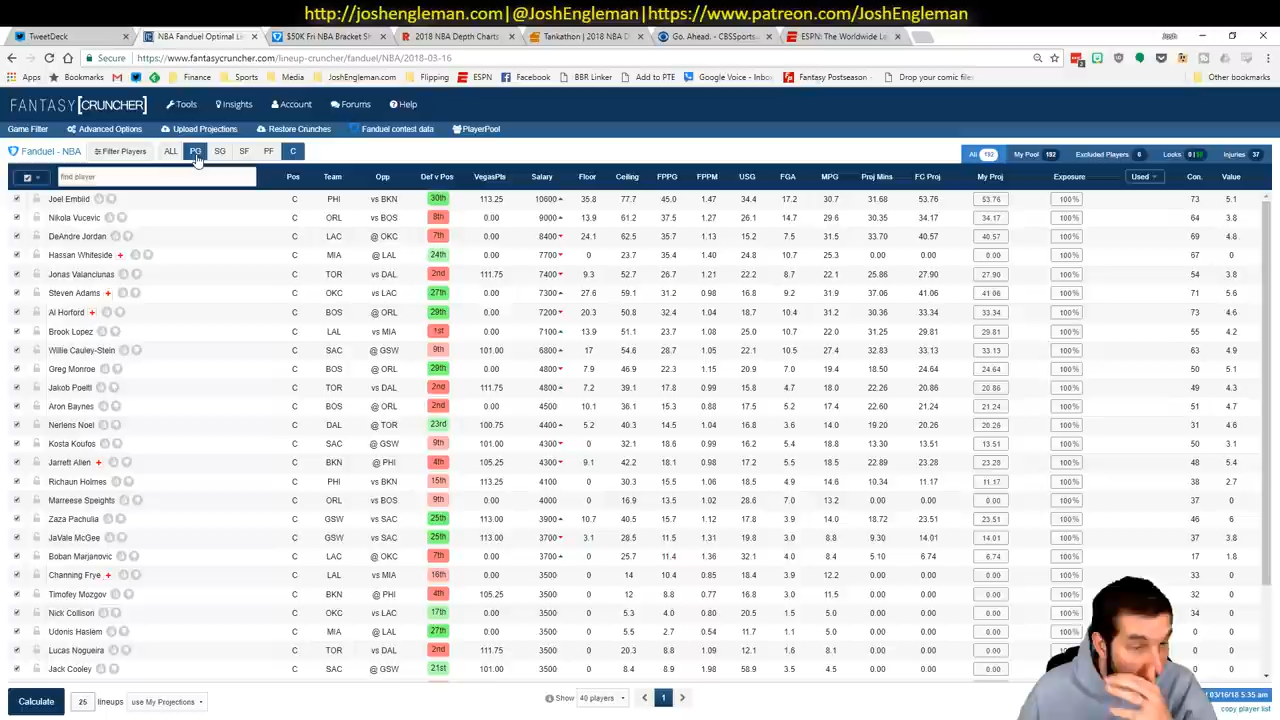 http://joshengleman.com|@JoshEngleman|https://www.patreon.com/JoshEngleman
TweetDeck NBA Fanduel Optimal Li $50K Fri NBA Bracket Sh 2018 NBA Depth Charts Tankathon | 2018 NBA D Go. Ahead. - CBSSports. ESPN: The Worldwide Le Josh
Secure https://www.fantasycruncher.com/lineup-cruncher/fanduel/NBA/2018-03-16
Apps Bookmarks Finance Sports Media JoshEngleman.com Flipping ESPN Facebook BBR Linker Add to PTE Google Voice - Inbo Fantasy Postseason Drop your comic files Other bookmarks
FANTASY [CRUNCHER] Tools Insights Account Forums Help
Game Filter Advanced Options Upload Projections Restore Crunches Fanduel contest data PlayerPool
Fanduel - NBA Filter Players ALL PG SG SF PF C All 192 My Pool 192 Excluded Players 0 Locks 0 Injuries 37
find player Pos Team Opp Def v Pos VegasPts Salary Floor Ceiling FPPG FPPM USG FGA MPG Proj Mins FC Proj My Proj Exposure Used Con. Value
Joel Embiid C PHI vs BKN 30th 113.25 10600 35.8 77.7 45.0 1.47 34.4 17.2 30.7 31.68 53.76 53.76 100% 73 5.1
Nikola Vucevic C ORL vs BOS 8th 0.00 9000 13.9 61.2 37.5 1.27 26.1 14.7 29.6 30.35 34.17 34.17 100% 64 3.8
DeAndre Jordan C LAC @ OKC 7th 0.00 8400 24.1 62.5 35.7 1.13 15.2 7.5 31.5 33.70 40.57 40.57 100% 69 4.8
Hassan Whiteside C MIA @ LAL 24th 0.00 7700 0 23.7 35.4 1.40 24.8 10.7 25.3 0.00 0.00 0.00 100% 67 0
Jonas Valanciunas C TOR vs DAL 2nd 111.75 7400 9.3 52.7 26.7 1.21 22.2 8.7 22.1 25.86 27.90 27.90 100% 54 3.8
Steven Adams C OKC vs LAC 27th 0.00 7300 27.6 59.1 31.2 0.98 16.8 9.2 31.9 37.06 41.06 41.06 100% 71 5.6
Al Horford C BOS @ ORL 29th 0.00 7200 20.3 50.8 32.4 1.04 18.7 10.4 31.2 30.36 33.34 33.34 100% 73 4.6
Brook Lopez C LAL vs MIA 1st 0.00 7100 13.9 51.1 23.7 1.08 25.0 10.7 22.0 31.25 29.81 29.81 100% 55 4.2
Willie Cauley-Stein C SAC @ GSW 9th 101.00 6800 17 54.6 28.7 1.05 22.1 10.5 27.4 32.83 33.13 33.13 100% 63 4.9
Greg Monroe C BOS @ ORL 29th 0.00 4800 7.9 46.9 22.3 1.15 20.9 7.0 19.4 18.50 24.64 24.64 100% 50 5.1
Jakob Poeltl C TOR vs DAL 2nd 111.75 4800 7.2 39.1 17.8 0.99 15.8 4.7 18.0 22.26 20.86 20.86 100% 49 4.3
Aron Baynes C BOS @ ORL 2nd 0.00 4500 10.1 36.1 15.3 0.88 17.5 5.2 17.4 22.60 21.24 21.24 100% 51 4.7
Nerlens Noel C DAL @ TOR 23rd 100.75 4400 5.2 40.3 14.5 1.04 16.8 3.6 14.0 19.20 20.26 20.26 100% 31 4.6
Kosta Koufos C SAC @ GSW 9th 101.00 4300 0 32.1 18.6 0.99 16.2 5.4 18.8 13.30 13.51 13.51 100% 50 3.1
Jarrett Allen C BKN @ PHI 4th 105.25 4300 9.1 42.2 18.1 0.98 17.2 5.5 18.5 22.89 23.28 23.28 100% 48 5.4
Richaun Holmes C PHI vs BKN 15th 113.25 4100 0 30.3 15.5 1.06 18.5 4.9 14.6 10.34 11.17 11.17 100% 38 2.7
Marreese Speights C ORL vs BOS 9th 0.00 4000 0 16.9 13.5 1.02 28.6 7.0 13.2 0.00 0.00 0.00 100% 37 0
Zaza Pachulia C GSW vs SAC 25th 113.00 3900 10.7 40.5 15.7 1.12 17.8 3.9 14.0 18.72 23.51 23.51 100% 46 6
JaVale McGee C GSW vs SAC 25th 113.00 3700 3.1 28.5 11.5 1.31 19.8 3.0 8.8 9.30 14.01 14.01 100% 37 3.8
Boban Marjanovic C LAC @ OKC 7th 0.00 3700 0 25.7 11.4 1.36 32.1 4.0 8.4 5.10 6.74 6.74 100% 17 1.8
Channing Frye C LAL vs MIA 16th 0.00 3500 0 14 10.4 0.85 18.4 3.9 12.2 0.00 0.00 0.00 100% 33 0
Timofey Mozgov C BKN @ PHI 4th 105.25 3500 0 12 8.8 0.77 16.8 3.0 11.5 0.00 0.00 0.00 100% 32 0
Nick Collison C OKC vs LAC 17th 0.00 3500 0 5.3 4.0 0.80 20.5 1.5 5.0 0.00 0.00 0.00 100% 34 0
Udonis Haslem C MIA @ LAL 27th 0.00 3500 0 5.5 2.7 0.54 11.7 1.1 5.0 0.00 0.00 0.00 100% 0 0
Lucas Nogueira C TOR vs DAL 2nd 111.75 3500 0 20.3 8.8 1.09 12.1 1.6 8.1 0.00 0.00 0.00 0 0
Jack Cooley C SAC @ GSW 21st 101.00 3500 0 8.4 8.9 1.98 58.9 3.5 4.5 0.00 0.00 0.00 0 0
Calculate 25 lineups use My Projections Show 40 players 1 03/16/18 5:35 am
copy player list